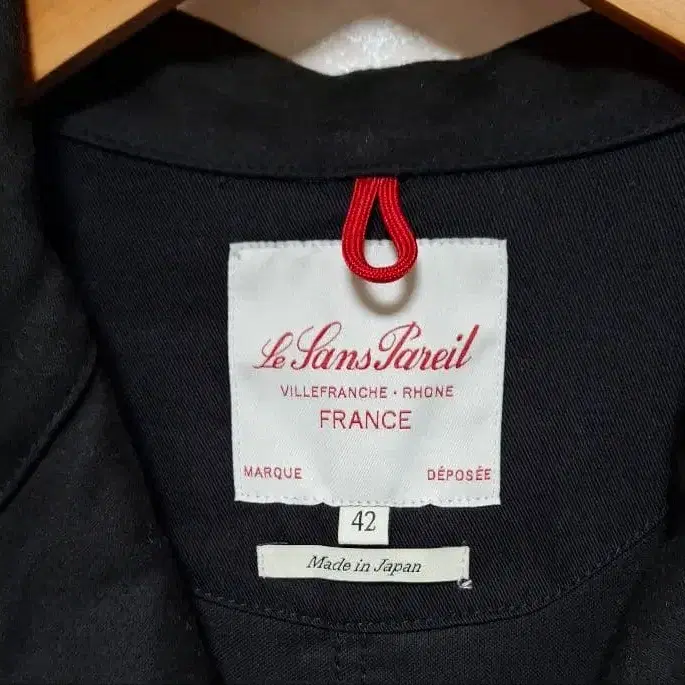 Le Sans Pareil
VILLEFRANCHE · RHONE
FRANCE
MARQUE DÉPOSÉE
42
Made in Japan